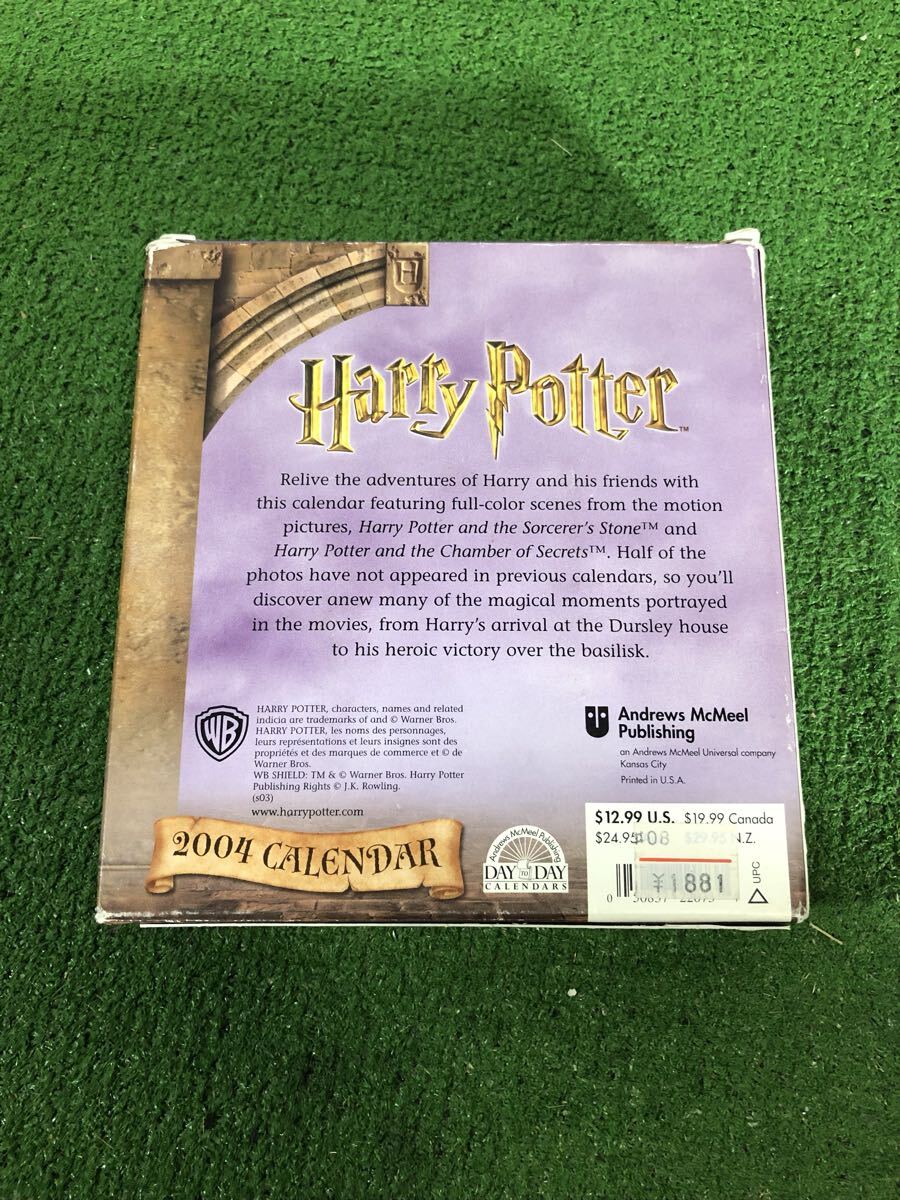 H
Harry Potter™
Relive the adventures of Harry and his friends with
this calendar featuring full-color scenes from the motion
pictures, Harry Potter and the Sorcerer's Stone™ and
Harry Potter and the Chamber of Secrets™. Half of the
photos have not appeared in previous calendars, so you'll
discover anew many of the magical moments portrayed
in the movies, from Harry's arrival at the Dursley house
to his heroic victory over the basilisk.
WB
HARRY POTTER, characters, names and related
indicia are trademarks of and © Warner Bros.
HARRY POTTER, les noms des personnages,
leurs représentations et leurs insignes sont des
propriétés et des marques de commerce et © de
Warner Bros.
WB SHIELD: TM & © Warner Bros. Harry Potter
Publishing Rights © J.K. Rowling.
(s03)
www.harrypotter.com
Andrews McMeel
Publishing
an Andrews McMeel Universal company
Kansas City
Printed in U.S.A.
2004 CALENDAR
Andrews McMeel Publishing
DAY TO DAY
CALENDARS
$12.99 U.S. $19.99 Canada
$24.95 $29.95 N.Z.
08
¥1881
UPC
0